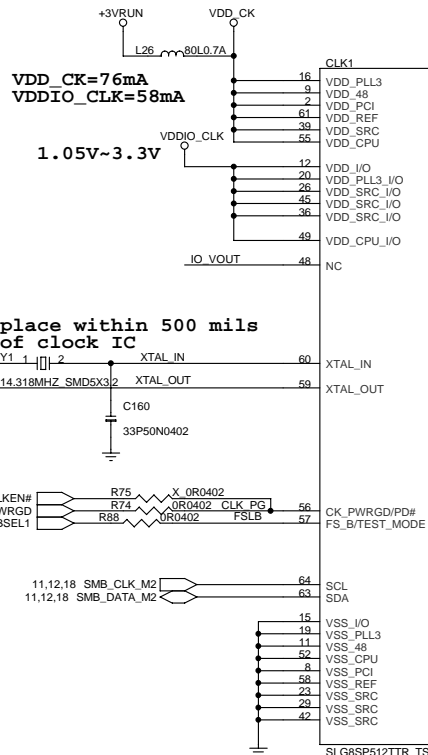 +3VRUN VDD_CK
L26 80L0.7A
CLK1
VDD_CK=76mA
VDDIO_CLK=58mA
16 VDD_PLL3
9 VDD_48
2 VDD_PCI
61 VDD_REF
39 VDD_SRC
55 VDD_CPU
VDDIO_CLK
1.05V~3.3V
12 VDD_I/O
20 VDD_PLL3_I/O
26 VDD_SRC_I/O
45 VDD_SRC_I/O
36 VDD_SRC_I/O
49 VDD_CPU_I/O
IO_VOUT 48 NC
place within 500 mils
of clock IC
Y1 1 2 XTAL_IN 60 XTAL_IN
14.318MHZ_SMD5X3.2 XTAL_OUT 59 XTAL_OUT
C160
33P50N0402
LKEN# R75 X_0R0402
WRGD R74 0R0402 CLK_PG 56 CK_PWRGD/PD#
BSEL1 R88 0R0402 FSLB 57 FS_B/TEST_MODE
11,12,18 SMB_CLK_M2 64 SCL
11,12,18 SMB_DATA_M2 63 SDA
15 VSS_I/O
19 VSS_PLL3
11 VSS_48
52 VSS_CPU
8 VSS_PCI
58 VSS_REF
23 VSS_SRC
29 VSS_SRC
42 VSS_SRC
SLG8SP512TTR_TS